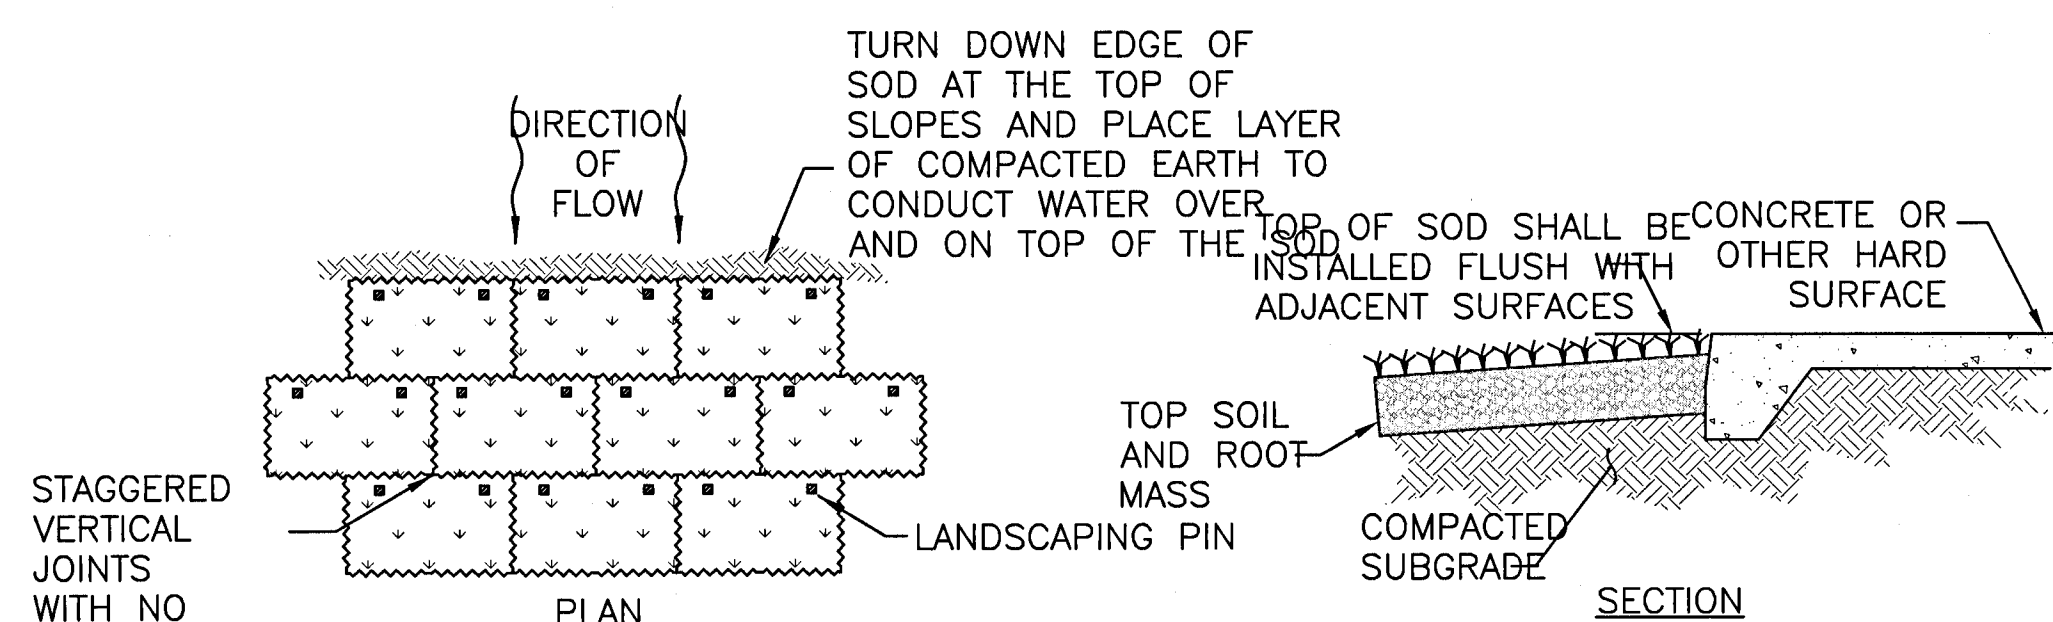 DIRECTION
OF
FLOW
TURN DOWN EDGE OF
SOD AT THE TOP OF
SLOPES AND PLACE LAYER
OF COMPACTED EARTH TO
CONDUCT WATER OVER
AND ON TOP OF THE SOD
TOP OF SOD SHALL BE
INSTALLED FLUSH WITH
ADJACENT SURFACES
CONCRETE OR
OTHER HARD
SURFACE
TOP SOIL
AND ROOT
MASS
STAGGERED
VERTICAL
JOINTS
WITH NO
LANDSCAPING PIN
COMPACTED
SUBGRADE
PLAN
SECTION